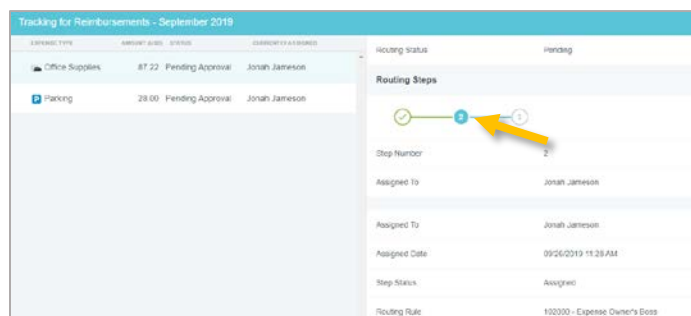 Tracking for Reimbursements - September 2019
EXPENSE TYPE AMOUNT (USD) STATUS CURRENTLY ASSIGNED
Office Supplies 87.22 Pending Approval Jonah Jameson
P Parking 28.00 Pending Approval Jonah Jameson
Routing Status Pending
Routing Steps
2 3
Step Number 2
Assigned To Jonah Jameson
Assigned To Jonah Jameson
Assigned Date 09/26/2019 11:28 AM
Step Status Assigned
Routing Rule 102000 - Expense Owner's Boss